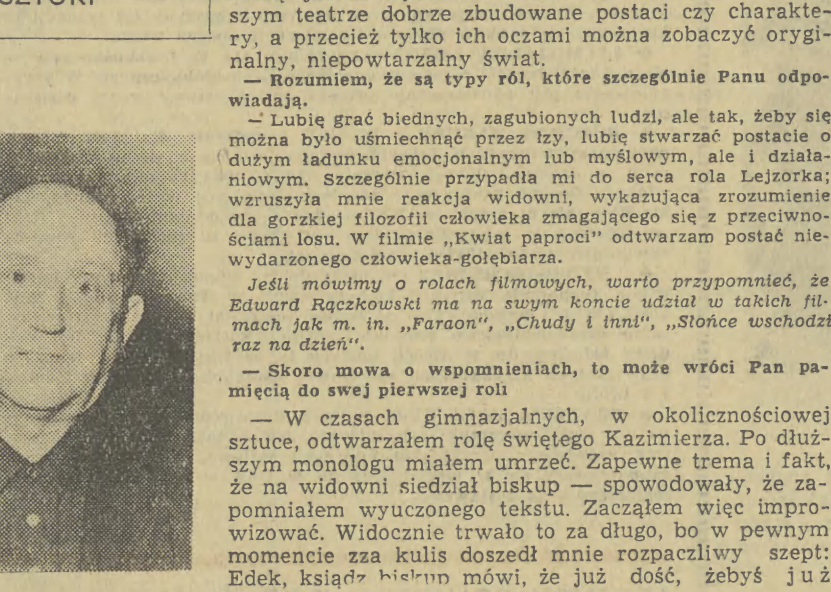 szym teatrze dobrze zbudowane postaci czy charakte-
ry, a przecież tylko ich oczami można zobaczyć orygi-
nalny, niepowtarzalny świat.
— Rozumiem, że są typy ról, które szczególnie Panu odpo-
wiadają.
— Lubię grać biednych, zagubionych ludzi, ale tak, żeby się
można było uśmiechnąć przez łzy, lubię stwarzać postacie o
dużym ładunku emocjonalnym lub myślowym, ale i działa-
niowym. Szczególnie przypadła mi do serca rola Lejzorka;
wzruszyła mnie reakcja widowni, wykazująca zrozumienie
dla gorzkiej filozofii człowieka zmagającego się z przeciwno-
ściami losu. W filmie „Kwiat paproci" odtwarzam postać nie-
wydarzonego człowieka-gołębiarza.
Jeśli mówimy o rolach filmowych, warto przypomnieć, że
Edward Rączkowski ma na swym koncie udział w takich fil-
mach jak m. in. „Faraon", „Chudy i inni", „Słońce wschodzi
raz na dzień".
— Skoro mowa o wspomnieniach, to może wróci Pan pa-
mięcią do swej pierwszej roli
— W czasach gimnazjalnych, w okolicznościowej
sztuce, odtwarzałem rolę świętego Kazimierza. Po dłuż-
szym monologu miałem umrzeć. Zapewne trema i fakt,
że na widowni siedział biskup — spowodowały, że za-
pomniałem wyuczonego tekstu. Zacząłem więc impro-
wizować. Widocznie trwało to za długo, bo w pewnym
momencie zza kulis doszedł mnie rozpaczliwy szept:
Edek, ksiądz biskup mówi, że już dość, żebyś już